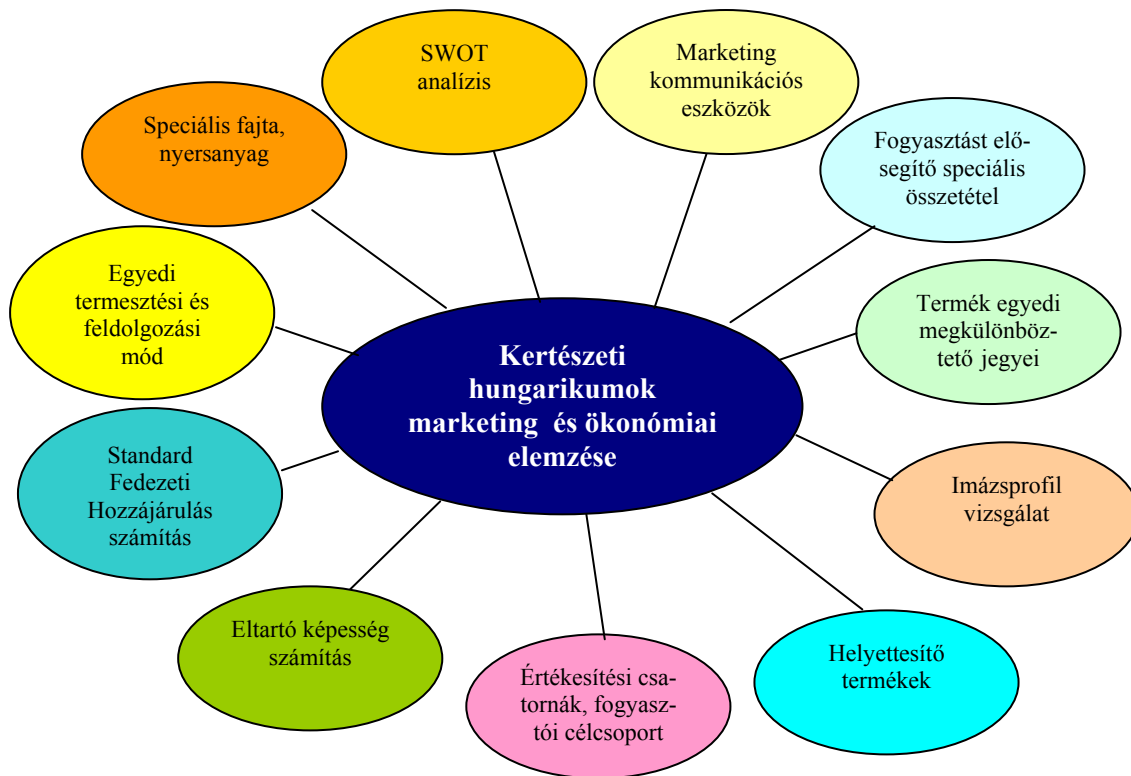 SWOT
analízis
Marketing
kommunikációs
eszközök
Speciális fajta,
nyersanyag
Fogyasztást elő-
segítő speciális
összetétel
Egyedi
termesztési és
feldolgozási
mód
Termék egyedi
megkülönböz-
tető jegyei
Kertészeti
hungarikumok
marketing és ökonómiai
elemzése
Standard
Fedezeti
Hozzájárulás
számítás
Imázsprofil
vizsgálat
Eltartó képesség
számítás
Értékesítési csa-
tornák, fogyasz-
tói célcsoport
Helyettesítő
termékek